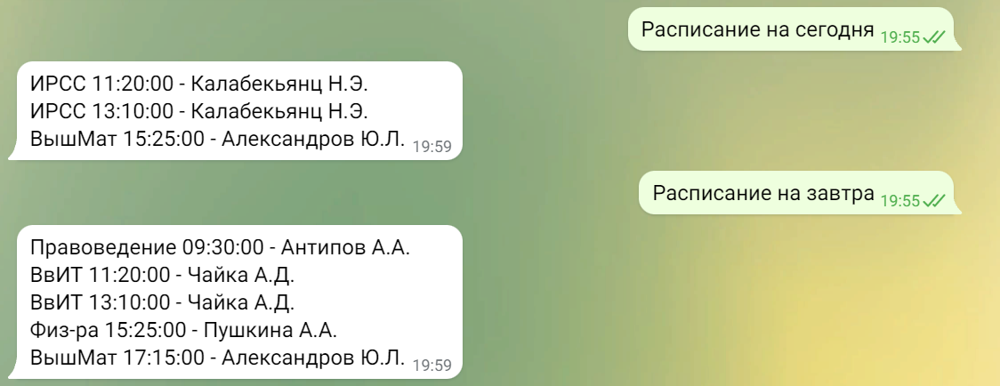 Расписание на сегодня 19:55
ИРСС 11:20:00 - Калабекьянц Н.Э.
ИРСС 13:10:00 - Калабекьянц Н.Э.
ВышМат 15:25:00 - Александров Ю.Л. 19:59
Расписание на завтра 19:55
Правоведение 09:30:00 - Антипов А.А.
ВвИТ 11:20:00 - Чайка А.Д.
ВвИТ 13:10:00 - Чайка А.Д.
Физ-ра 15:25:00 - Пушкина А.А.
ВышМат 17:15:00 - Александров Ю.Л. 19:59